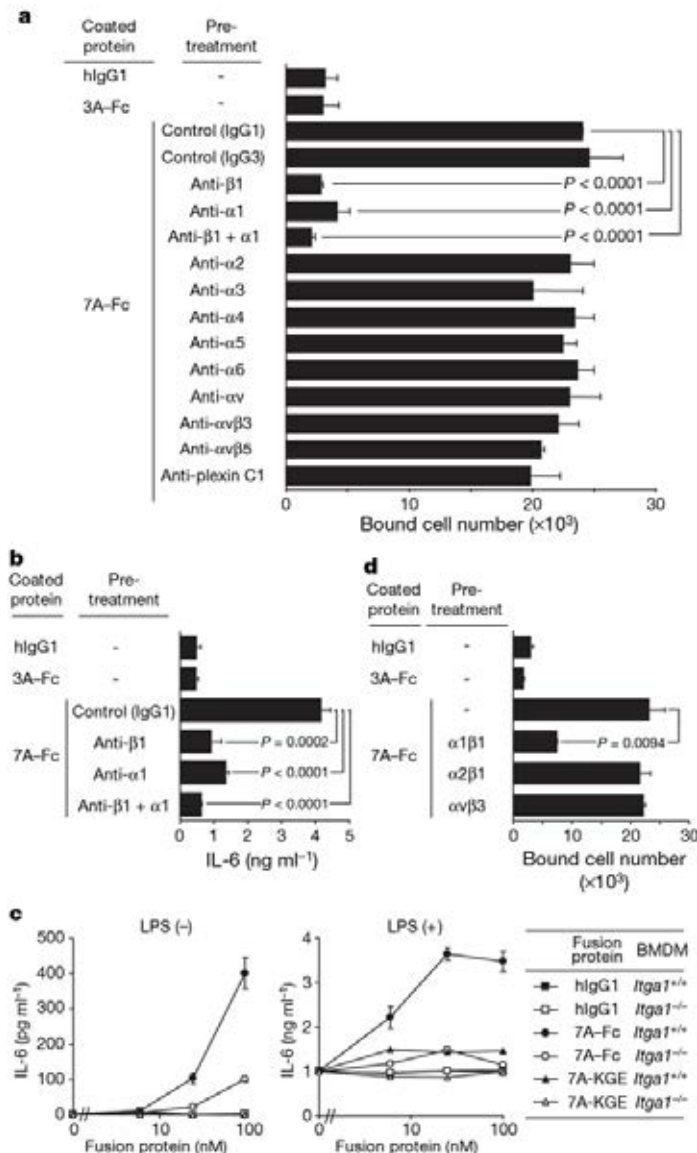 a
Coated protein
Pre-treatment
hIgG1 -
3A–Fc -
7A–Fc
Control (IgG1)
Control (IgG3)
Anti-β1 P < 0.0001
Anti-α1 P < 0.0001
Anti-β1 + α1 P < 0.0001
Anti-α2
Anti-α3
Anti-α4
Anti-α5
Anti-α6
Anti-αv
Anti-αvβ3
Anti-αvβ5
Anti-plexin C1
0 10 20 30
Bound cell number (×10³)
b
Coated protein
Pre-treatment
hIgG1 -
3A–Fc -
7A–Fc
Control (IgG1)
Anti-β1 P = 0.0002
Anti-α1 P < 0.0001
Anti-β1 + α1 P < 0.0001
0 1 2 3 4 5
IL-6 (ng ml⁻¹)
d
Coated protein
Pre-treatment
hIgG1 -
3A–Fc -
7A–Fc
-
α1β1 P = 0.0094
α2β1
αvβ3
0 10 20 30
Bound cell number
(×10³)
c
LPS (–)
500
400
300
200
100
0
IL-6 (pg ml⁻¹)
0 10 100
Fusion protein (nM)
LPS (+)
4
3
2
1
0
IL-6 (ng ml⁻¹)
0 10 100
Fusion protein (nM)
Fusion protein BMDM
hIgG1 Itga1+/+
hIgG1 Itga1–/–
7A–Fc Itga1+/+
7A–Fc Itga1–/–
7A-KGE Itga1+/+
7A-KGE Itga1–/–